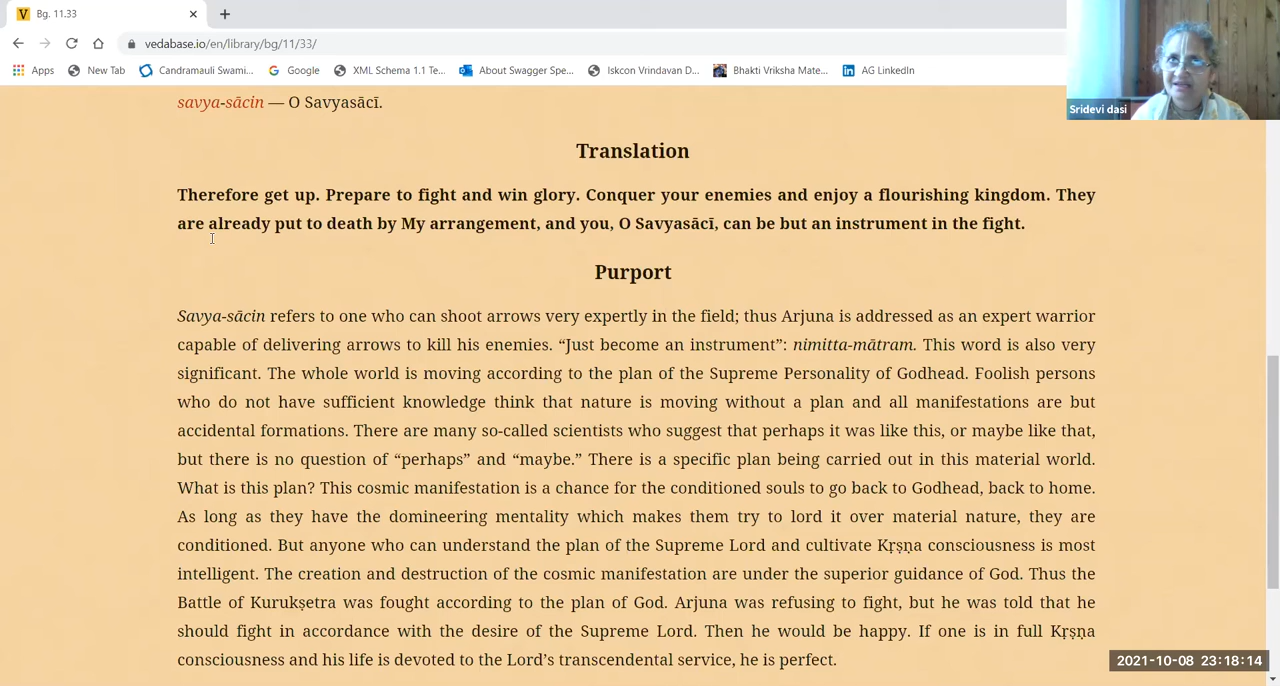 Bg. 11.33
vedabase.io/en/library/bg/11/33/
Apps New Tab Candramauli Swami... Google XML Schema 1.1 Te... About Swagger Spe... Iskcon Vrindavan D... Bhakti Vriksha Mate... AG LinkedIn
Sridevi dasi
savya-sācin — O Savyasācī.
Translation
Therefore get up. Prepare to fight and win glory. Conquer your enemies and enjoy a flourishing kingdom. They
are already put to death by My arrangement, and you, O Savyasācī, can be but an instrument in the fight.
Purport
Savya-sācin refers to one who can shoot arrows very expertly in the field; thus Arjuna is addressed as an expert warrior
capable of delivering arrows to kill his enemies. “Just become an instrument”: nimitta-mātram. This word is also very
significant. The whole world is moving according to the plan of the Supreme Personality of Godhead. Foolish persons
who do not have sufficient knowledge think that nature is moving without a plan and all manifestations are but
accidental formations. There are many so-called scientists who suggest that perhaps it was like this, or maybe like that,
but there is no question of “perhaps” and “maybe.” There is a specific plan being carried out in this material world.
What is this plan? This cosmic manifestation is a chance for the conditioned souls to go back to Godhead, back to home.
As long as they have the domineering mentality which makes them try to lord it over material nature, they are
conditioned. But anyone who can understand the plan of the Supreme Lord and cultivate Kṛṣṇa consciousness is most
intelligent. The creation and destruction of the cosmic manifestation are under the superior guidance of God. Thus the
Battle of Kurukṣetra was fought according to the plan of God. Arjuna was refusing to fight, but he was told that he
should fight in accordance with the desire of the Supreme Lord. Then he would be happy. If one is in full Kṛṣṇa
consciousness and his life is devoted to the Lord’s transcendental service, he is perfect.
2021-10-08 23:18:14